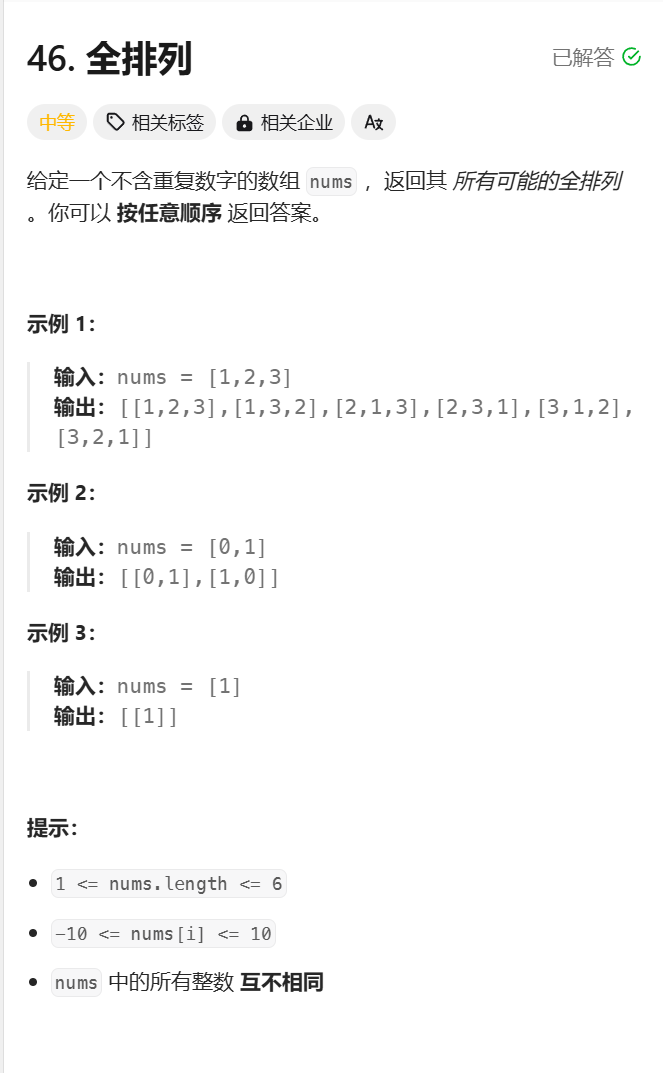 46. 全排列
已解答
中等 相关标签 相关企业
给定一个不含重复数字的数组 nums ，返回其 所有可能的全排列
。你可以 按任意顺序 返回答案。
示例 1：
输入：nums = [1,2,3]
输出：[[1,2,3],[1,3,2],[2,1,3],[2,3,1],[3,1,2],
[3,2,1]]
示例 2：
输入：nums = [0,1]
输出：[[0,1],[1,0]]
示例 3：
输入：nums = [1]
输出：[[1]]
提示：
1 <= nums.length <= 6
-10 <= nums[i] <= 10
nums 中的所有整数 互不相同